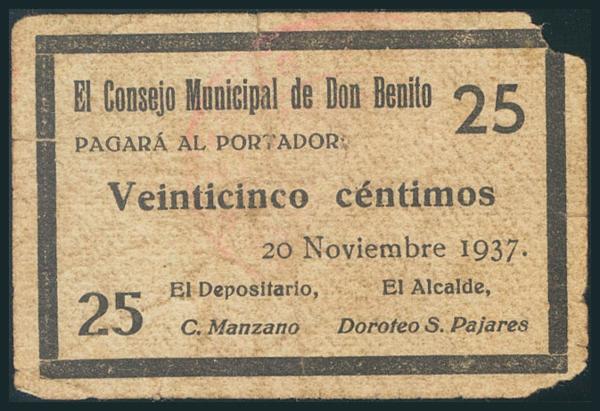 El Consejo Municipal de Don Benito
25
PAGARÁ AL PORTADOR:
Veinticinco céntimos
20 Noviembre 1937.
El Depositario, El Alcalde,
25
C. Manzano Doroteo S. Pajares